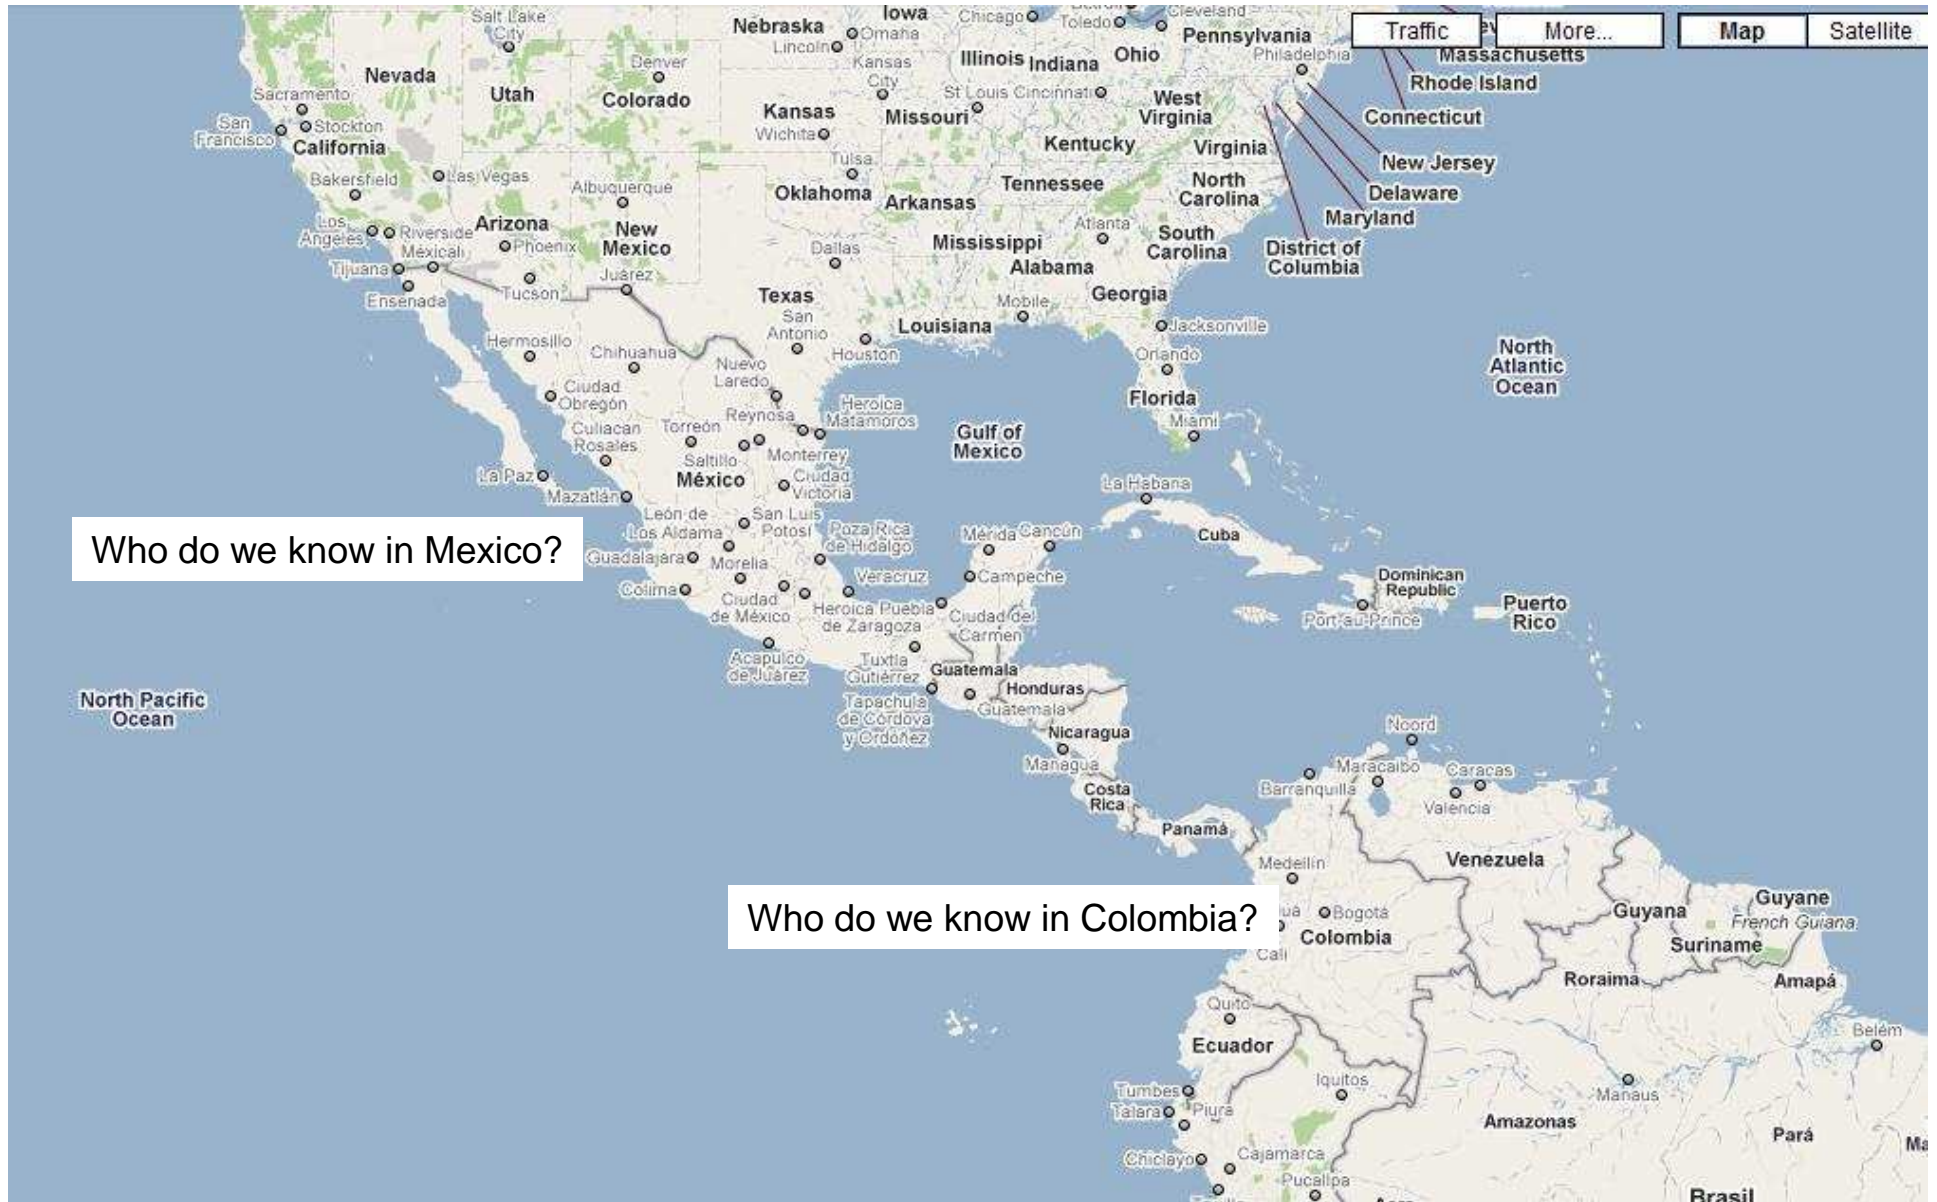 Salt Lake
City
Nebraska
Iowa
Chicago
Toledo
Cleveland
Pennsylvania
Traffic
More...
Map
Satellite
Omaha
Lincoln
Illinois
Indiana
Ohio
Philadelphia
Massachusetts
Nevada
Denver
Kansas
City
Rhode Island
Utah
Colorado
Sacramento
Kansas
Missouri
St Louis
Cincinnati
West
Virginia
Connecticut
San
Francisco
Stockton
California
Wichita
Kentucky
Virginia
New Jersey
Bakersfield
Las Vegas
Albuquerque
Tulsa
Oklahoma
Arkansas
Tennessee
North
Carolina
Delaware
Maryland
Los
Angeles
Riverside
Arizona
Phoenix
New
Mexico
Dallas
Mississippi
Atlanta
South
Carolina
District of
Columbia
Mexicali
Tijuana
Ensenada
Tucson
Juárez
Texas
Alabama
Georgia
San
Antonio
Mobile
Louisiana
Jacksonville
Houston
Hermosillo
Chihuahua
Nuevo
Laredo
Orlando
Florida
Miami
North
Atlantic
Ocean
Ciudad
Obregón
Reynosa
Heroica
Matamoros
Culiacan
Rosales
Torreón
Saltillo
Monterrey
Gulf of
Mexico
La Paz
México
Ciudad
Victoria
La Habana
Mazatlán
León de
Los Aldama
San Luis
Potosí
Poza Rica
de Hidalgo
Mérida
Cancún
Cuba
Who do we know in Mexico?
Guadalajara
Morelia
Veracruz
Campeche
Dominican
Republic
Colima
Ciudad
de México
Heroica Puebla
de Zaragoza
Ciudad del
Carmen
Port-au-Prince
Puerto
Rico
Acapulco
de Juárez
Tuxtla
Gutiérrez
Guatemala
Honduras
North Pacific
Ocean
Tapachula
de Córdova
y Ordoñez
Guatemala
Nicaragua
Managua
Noord
Costa
Rica
Barranquilla
Maracaibo
Caracas
Valencia
Panamá
Medellín
Venezuela
Who do we know in Colombia?
Bogotá
Colombia
Cali
Guyana
Guyane
French Guiana
Suriname
Roraima
Amapá
Quito
Ecuador
Belém
Tumbes
Talara
Piura
Iquitos
Manaus
Amazonas
Pará
Chiclayo
Cajamarca
Pucallpa
Brasil